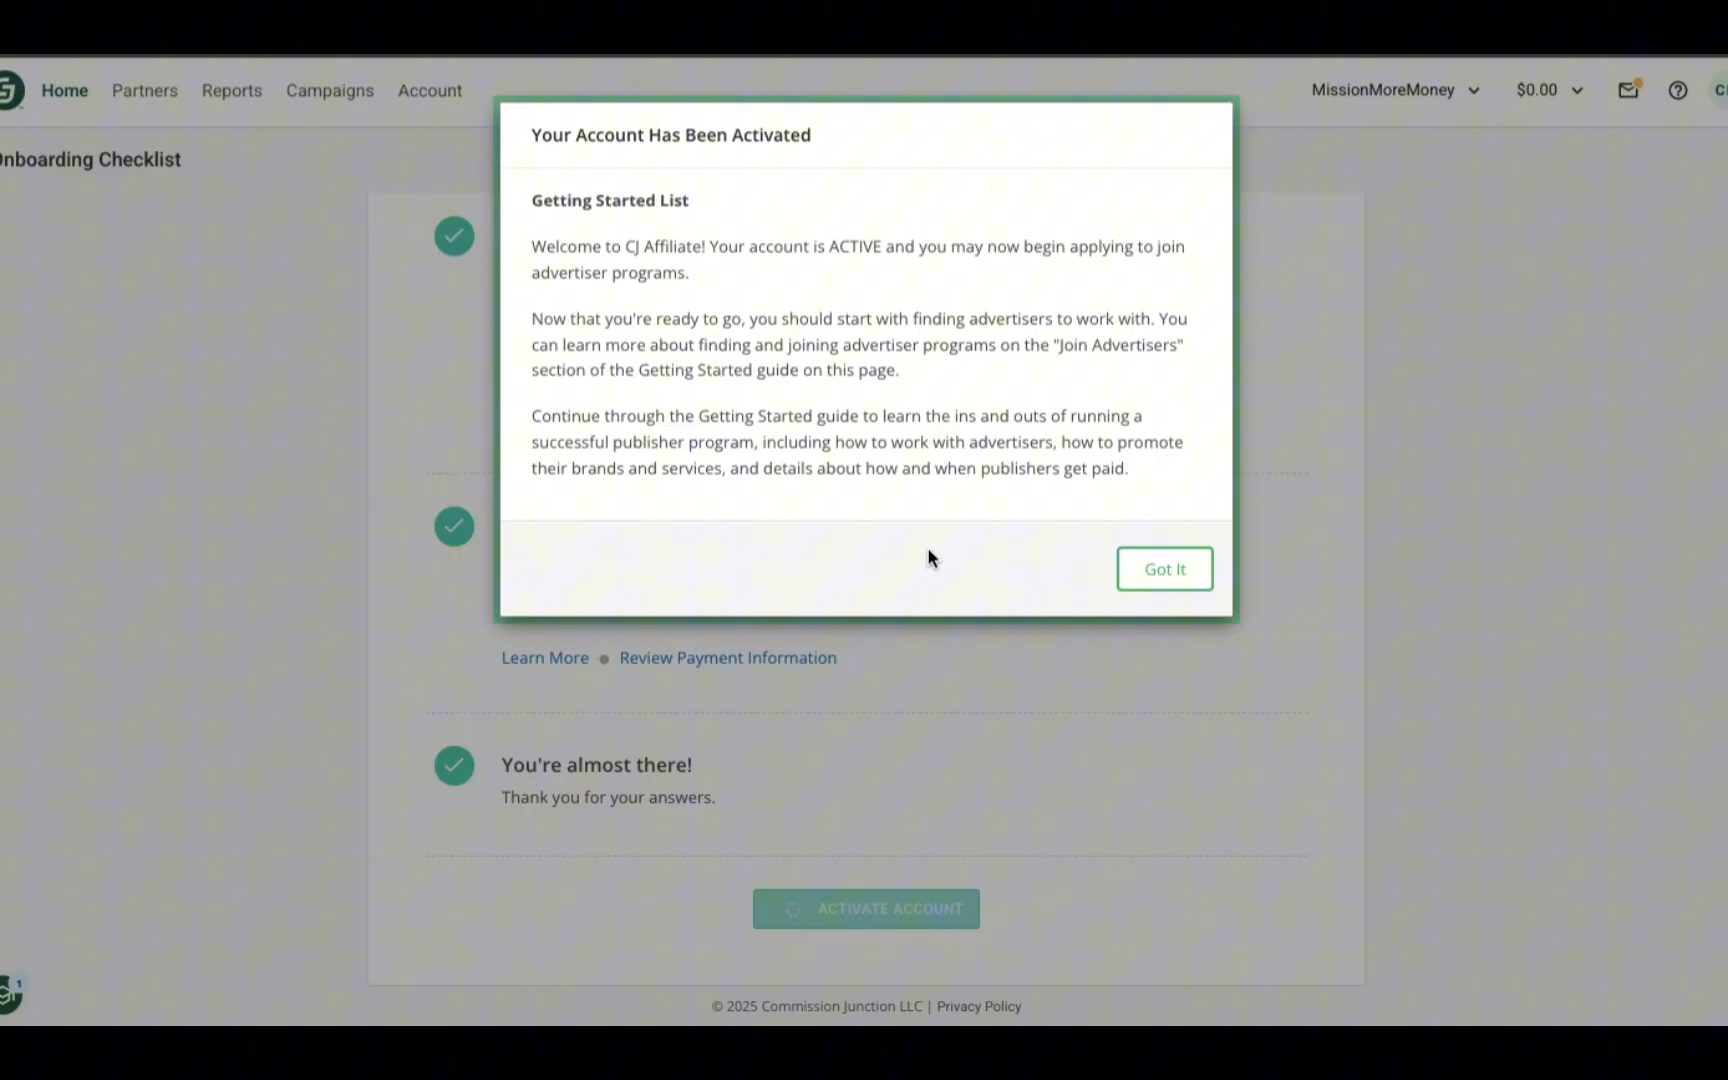 Home Partners Reports Campaigns Account MissionMoreMoney $0.00
Onboarding Checklist
Your Account Has Been Activated
Getting Started List
Welcome to CJ Affiliate! Your account is ACTIVE and you may now begin applying to join
advertiser programs.
Now that you're ready to go, you should start with finding advertisers to work with. You
can learn more about finding and joining advertiser programs on the "Join Advertisers"
section of the Getting Started guide on this page.
Continue through the Getting Started guide to learn the ins and outs of running a
successful publisher program, including how to work with advertisers, how to promote
their brands and services, and details about how and when publishers get paid.
Got It
Learn More Review Payment Information
You're almost there!
Thank you for your answers.
ACTIVATE ACCOUNT
1
© 2025 Commission Junction LLC | Privacy Policy